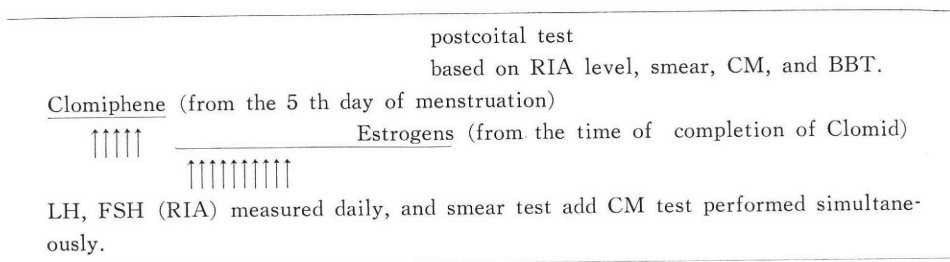 postcoital test
based on RIA level, smear, CM, and BBT.
Clomiphene (from the 5 th day of menstruation)
↑↑↑↑↑ Estrogens (from the time of completion of Clomid)
↑↑↑↑↑↑↑↑↑↑
LH, FSH (RIA) measured daily, and smear test add CM test performed simultane-
ously.